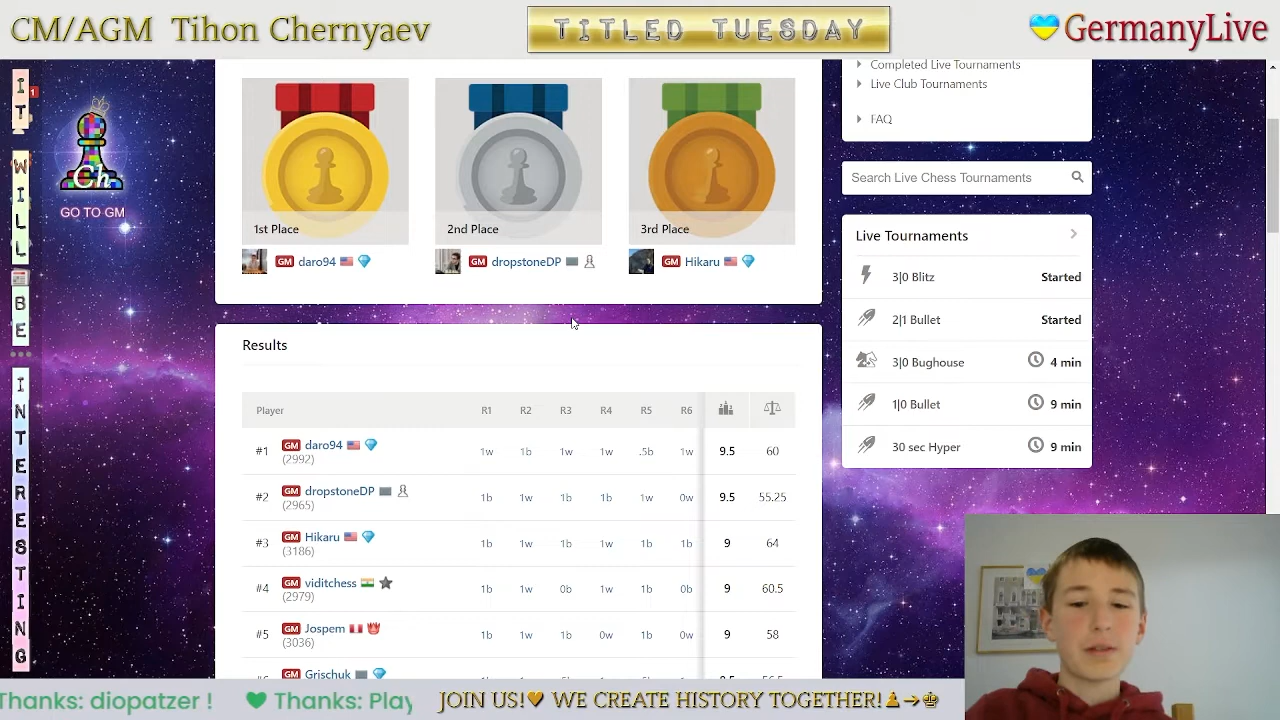 CM/AGM Tihon Chernyaev
TITLED TUESDAY
GermanyLive
IT
1
WILL
BE
INTERESTING
Ch
GO TO GM
1st Place
2nd Place
3rd Place
GM daro94
GM dropstoneDP
GM Hikaru
Completed Live Tournaments
Live Club Tournaments
FAQ
Search Live Chess Tournaments
Live Tournaments
3|0 Blitz Started
2|1 Bullet Started
3|0 Bughouse 4 min
1|0 Bullet 9 min
30 sec Hyper 9 min
Results
Player R1 R2 R3 R4 R5 R6
#1 GM daro94 (2992) 1w 1b 1w 1w .5b 1w 9.5 60
#2 GM dropstoneDP (2965) 1b 1w 1b 1b 1w 0w 9.5 55.25
#3 GM Hikaru (3186) 1b 1w 1b 1w 1b 1b 9 64
#4 GM viditchess (2979) 1b 1w 0b 1w 1b 0b 9 60.5
#5 GM Jospem (3036) 1b 1w 1b 0w 1b 0w 9 58
GM Grischuk
Thanks: diopatzer !
Thanks: Play
JOIN US! WE CREATE HISTORY TOGETHER!